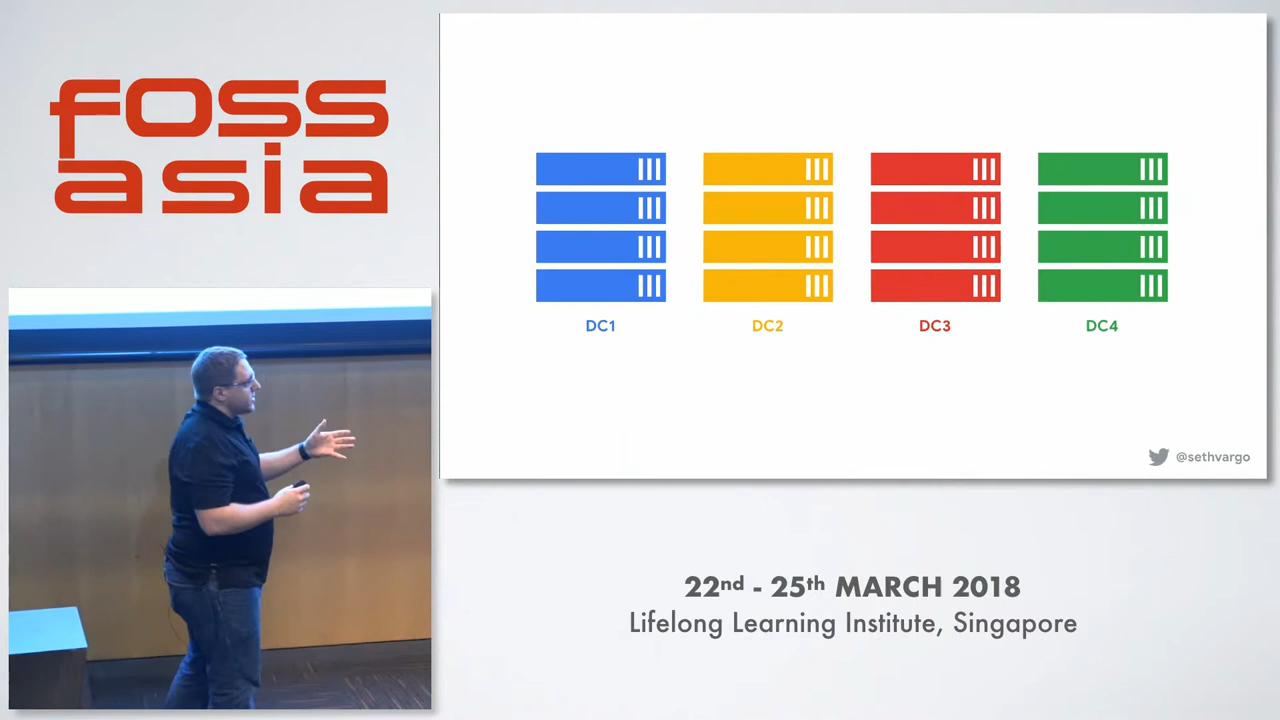 foss
asia
DC1
DC2
DC3
DC4
@sethvargo
22nd - 25th MARCH 2018
Lifelong Learning Institute, Singapore